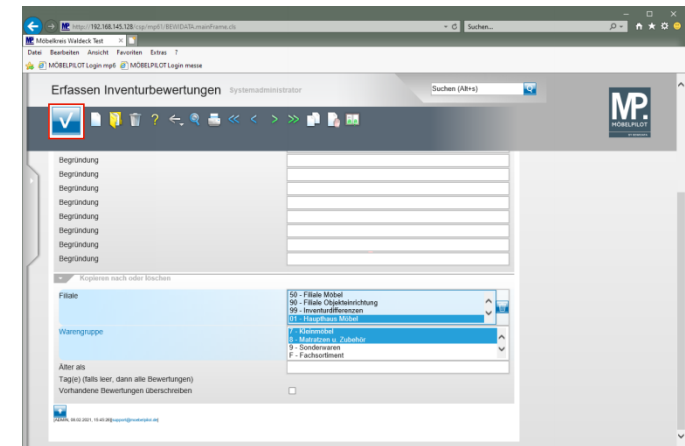 http://192.168.145.128/csp/mp61/BEWIDATA.mainFrame.cls
Suchen...
Möbelkreis Waldeck Test
Datei Bearbeiten Ansicht Favoriten Extras ?
MÖBELPILOT Login mp6 MÖBELPILOT Login messe
Erfassen Inventurbewertungen Systemadministrator
Suchen (Alt+s)
MP.
MÖBELPILOT
Begründung
Begründung
Begründung
Begründung
Begründung
Begründung
Begründung
Begründung
Kopieren nach oder löschen
Filiale
50 - Filiale Möbel
90 - Filiale Objekteinrichtung
99 - Inventurdifferenzen
01 - Haupthaus Möbel
Warengruppe
7 - Kleinmöbel
8 - Matratzen u. Zubehör
9 - Sonderwaren
F - Fachsortiment
Älter als
Tag(e) (falls leer, dann alle Bewertungen)
Vorhandene Bewertungen überschreiben